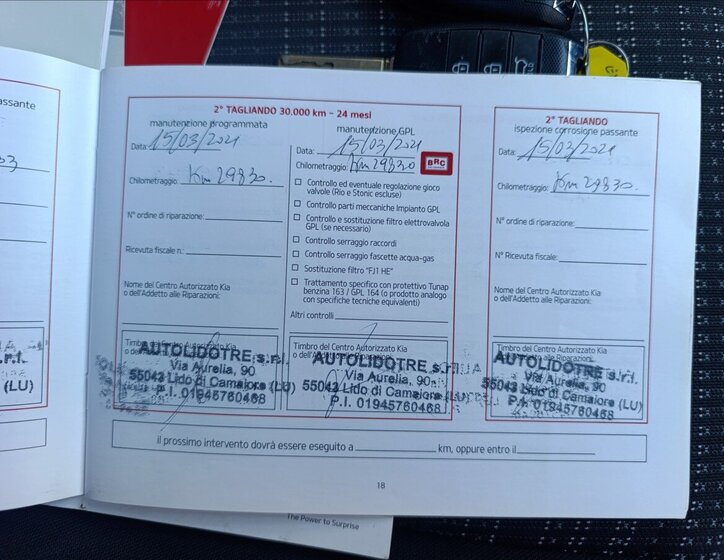 assante
2° TAGLIANDO 30.000 km – 24 mesi
manutenzione programmata
Data: 15/03/2021
Chilometraggio: Km 29830.
N° ordine di riparazione:
Ricevuta fiscale n.:
Nome del Centro Autorizzato Kia
o dell'Addetto alle Riparazioni:
Timbro del Centro Autorizzato Kia
AUTOLIDOTRE s.r.l.
Via Aurelia, 90
55043 Lido di Camaiore (LU)
P.I. 01945760468
manutenzione GPL
Data: 15/03/2021
Chilometraggio: Km 29830
BRC
Controllo ed eventuale regolazione gioco
valvole (Rio e Stonic escluse)
Controllo parti meccaniche Impianto GPL
Controllo e sostituzione filtro elettrovalvola
GPL (se necessario)
Controllo serraggio raccordi
Controllo serraggio fascette acqua-gas
Sostituzione filtro "FJ1 HE"
Trattamento specifico con protettivo Tunap
benzina 163 / GPL 164 (o prodotto analogo
con specifiche tecniche equivalenti)
Altri controlli
Timbro del Centro Autorizzato Kia
AUTOLIDOTRE s.r.l.
Via Aurelia, 90
55043 Lido di Camaiore (LU)
P.I. 01945760468
2° TAGLIANDO
ispezione corrosione passante
Data: 15/03/2021
Chilometraggio: Km 29830.
N° ordine di riparazione:
N° Ricevuta fiscale:
Nome del Centro Autorizzato Kia
o dell'Addetto alle Riparazioni:
Timbro del Centro Autorizzato Kia
AUTOLIDOTRE s.r.l.
Via Aurelia, 90
55043 Lido di Camaiore (LU)
P.I. 01945760468
.r.l.
(LU)
il prossimo intervento dovrà essere eseguito a km, oppure entro il
18
The Power to Surprise